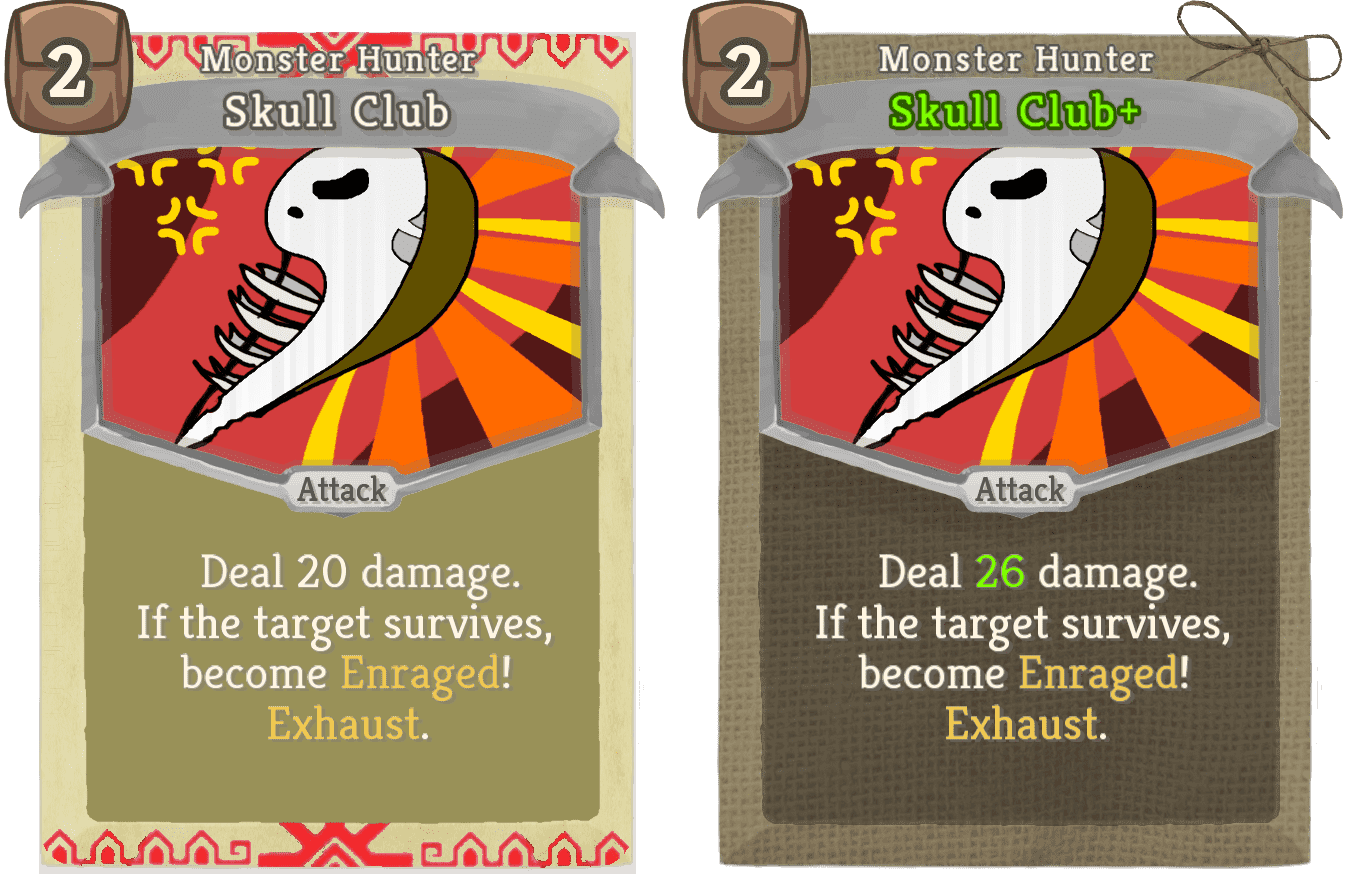 2
Monster Hunter
Skull Club
Attack
Deal 20 damage.
If the target survives,
become Enraged!
Exhaust.
2
Monster Hunter
Skull Club+
Attack
Deal 26 damage.
If the target survives,
become Enraged!
Exhaust.